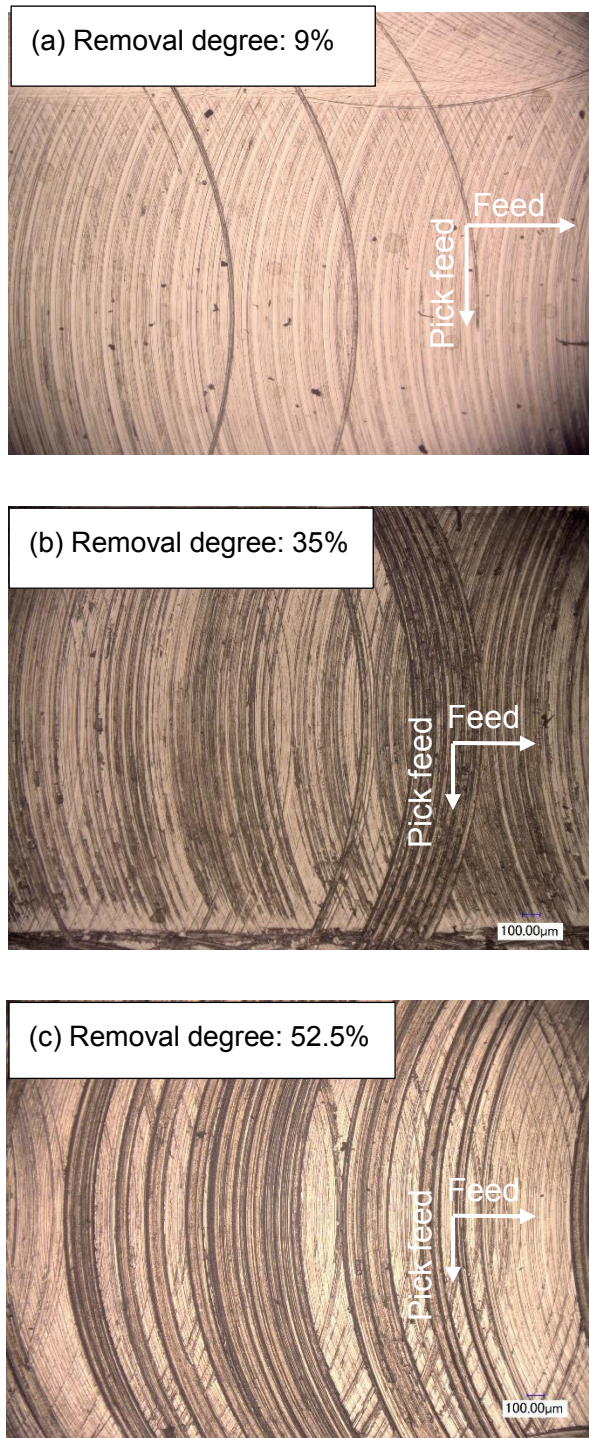 (a) Removal degree: 9%
Feed
Pick feed
(b) Removal degree: 35%
Feed
Pick feed
100.00μm
(c) Removal degree: 52.5%
Feed
Pick feed
100.00μm